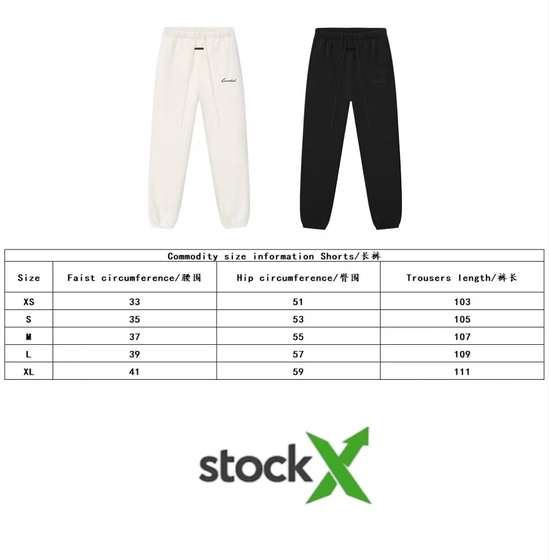 Commodity size information Shorts/长裤
Size Faist circumference/腰围 Hip circumference/臀围 Trousers length/裤长
XS 33 51 103
S 35 53 105
M 37 55 107
L 39 57 109
XL 41 59 111
stockX